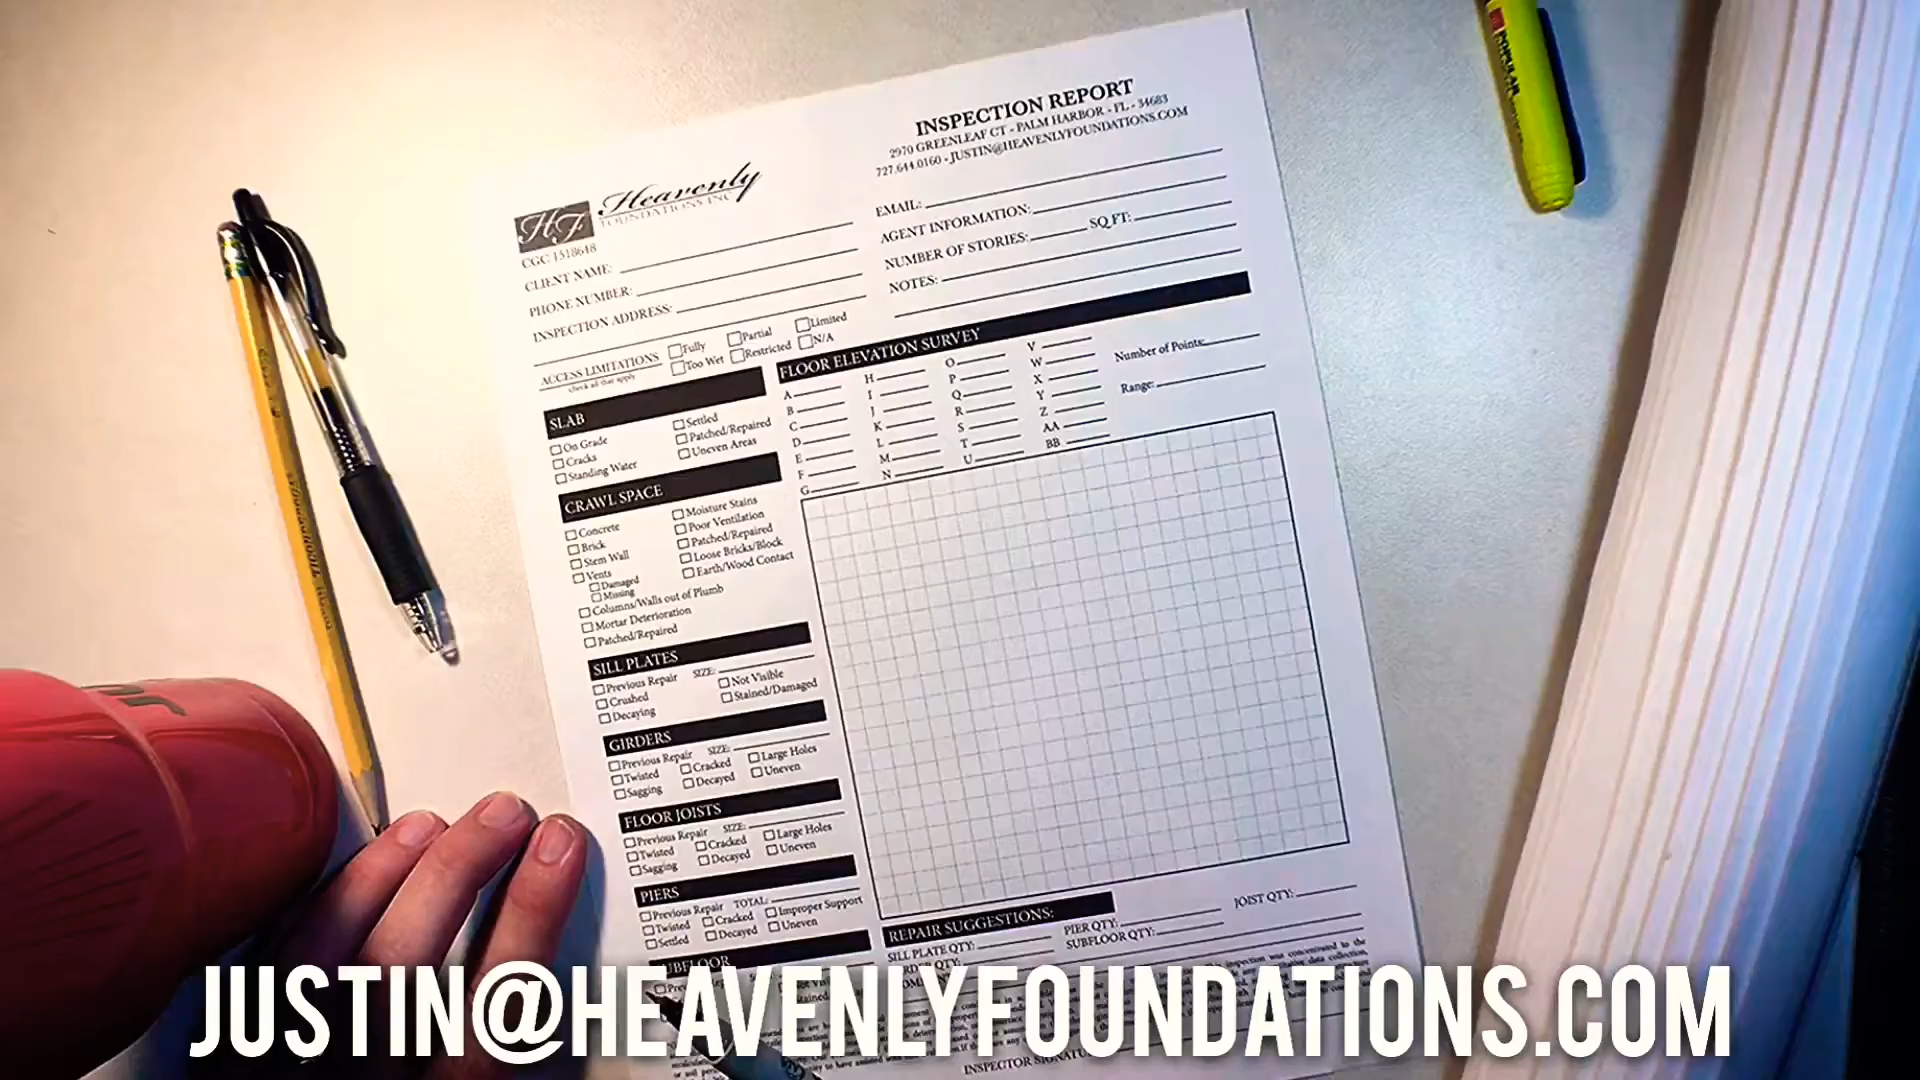 INSPECTION REPORT
2970 GREENLEAF CT - PALM HARBOR - FL - 34683
727.644.0160 - JUSTIN@HEAVENLYFOUNDATIONS.COM
HF
Heavenly
FOUNDATIONS INC
CGC 1518648
CLIENT NAME:
PHONE NUMBER:
INSPECTION ADDRESS:
EMAIL:
AGENT INFORMATION:
NUMBER OF STORIES: SQ FT:
NOTES:
ACCESS LIMITATIONS
check all that apply
Fully Partial Limited
Too Wet Restricted N/A
SLAB
On Grade Settled
Cracks Patched/Repaired
Standing Water Uneven Areas
CRAWL SPACE
Concrete Moisture Stains
Brick Poor Ventilation
Stem Wall Patched/Repaired
Vents Loose Bricks/Block
Damaged Earth/Wood Contact
Missing
Columns/Walls out of Plumb
Mortar Deterioration
Patched/Repaired
SILL PLATES
Previous Repair SIZE: Not Visible
Crushed Stained/Damaged
Decaying
GIRDERS
Previous Repair SIZE: Large Holes
Twisted Cracked Uneven
Sagging Decayed
FLOOR JOISTS
Previous Repair SIZE: Large Holes
Twisted Cracked Uneven
Sagging Decayed
PIERS
Previous Repair TOTAL: Improper Support
Twisted Cracked Uneven
Settled Decayed
SUBFLOOR
FLOOR ELEVATION SURVEY
A H O V Number of Points:
B I P W
C J Q X Range:
D K R Y
E L S Z
F M T AA
G N U BB
REPAIR SUGGESTIONS:
SILL PLATE QTY: PIER QTY: JOIST QTY:
SUBFLOOR QTY:
INSPECTOR
POPULAR
JUSTIN@HEAVENLYFOUNDATIONS.COM